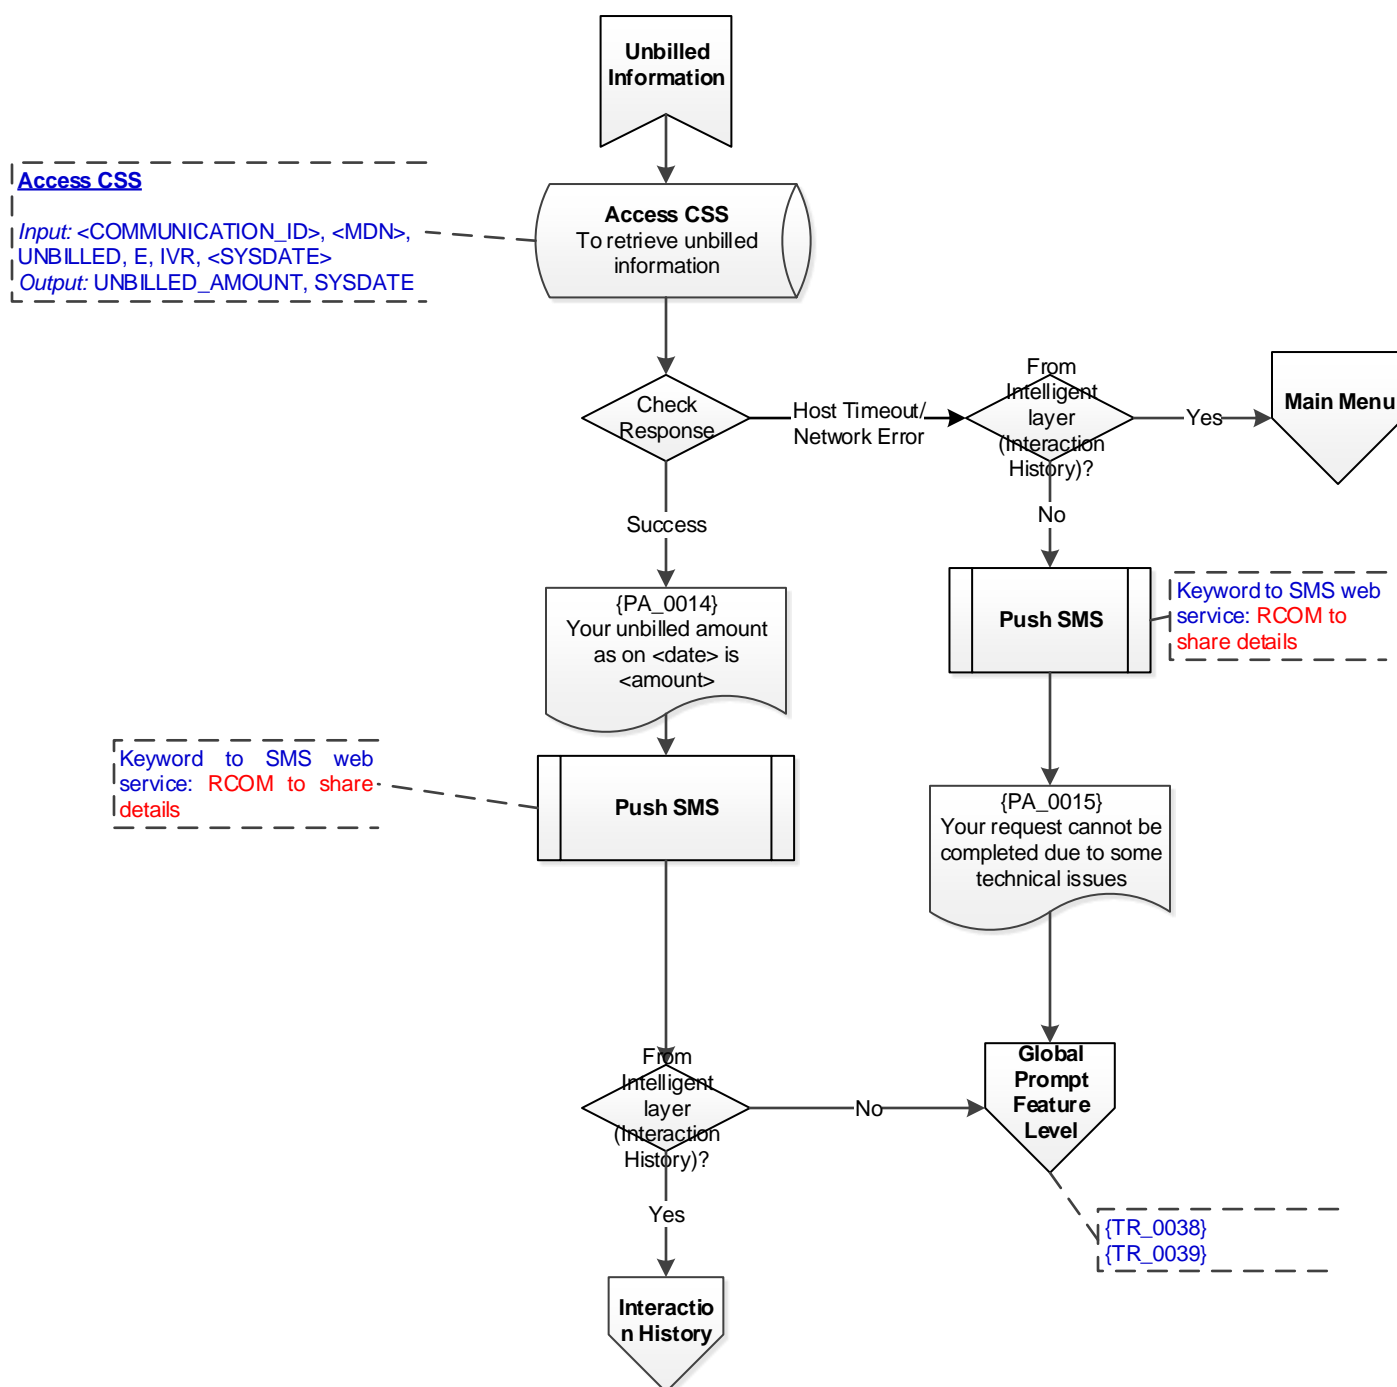 Unbilled
Information
Access CSS
Input: <COMMUNICATION_ID>, <MDN>,
UNBILLED, E, IVR, <SYSDATE>
Output: UNBILLED_AMOUNT, SYSDATE
Access CSS
To retrieve unbilled
information
Check
Response
Host Timeout/
Network Error
From
Intelligent
layer
(Interaction
History)?
Yes
Main Menu
Success
No
{PA_0014}
Your unbilled amount
as on <date> is
<amount>
Push SMS
Keyword to SMS web
service: RCOM to
share details
Keyword to SMS web
service: RCOM to share
details
Push SMS
{PA_0015}
Your request cannot be
completed due to some
technical issues
From
Intelligent
layer
(Interaction
History)?
No
Global
Prompt
Feature
Level
Yes
{TR_0038}
{TR_0039}
Interactio
n History